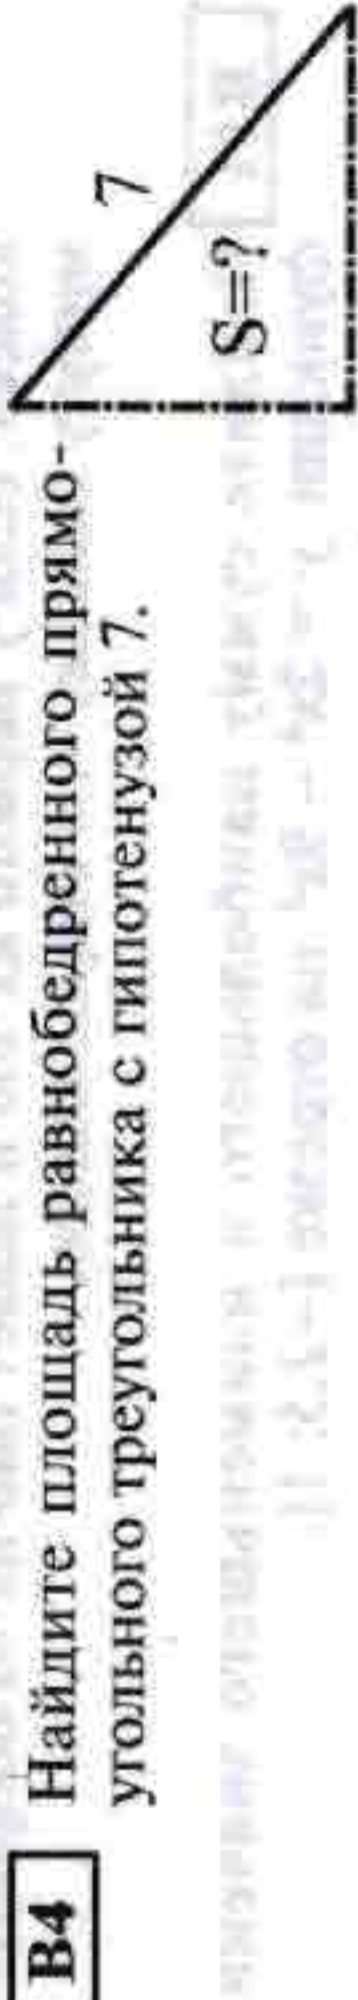 B4
Найдите площадь равнобедренного прямо-
угольного треугольника с гипотенузой 7.
7
S=?